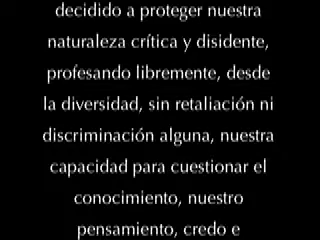 decidido a proteger nuestra
naturaleza crítica y disidente,
profesando libremente, desde
la diversidad, sin retaliación ni
discriminación alguna, nuestra
capacidad para cuestionar el
conocimiento, nuestro
pensamiento, credo e